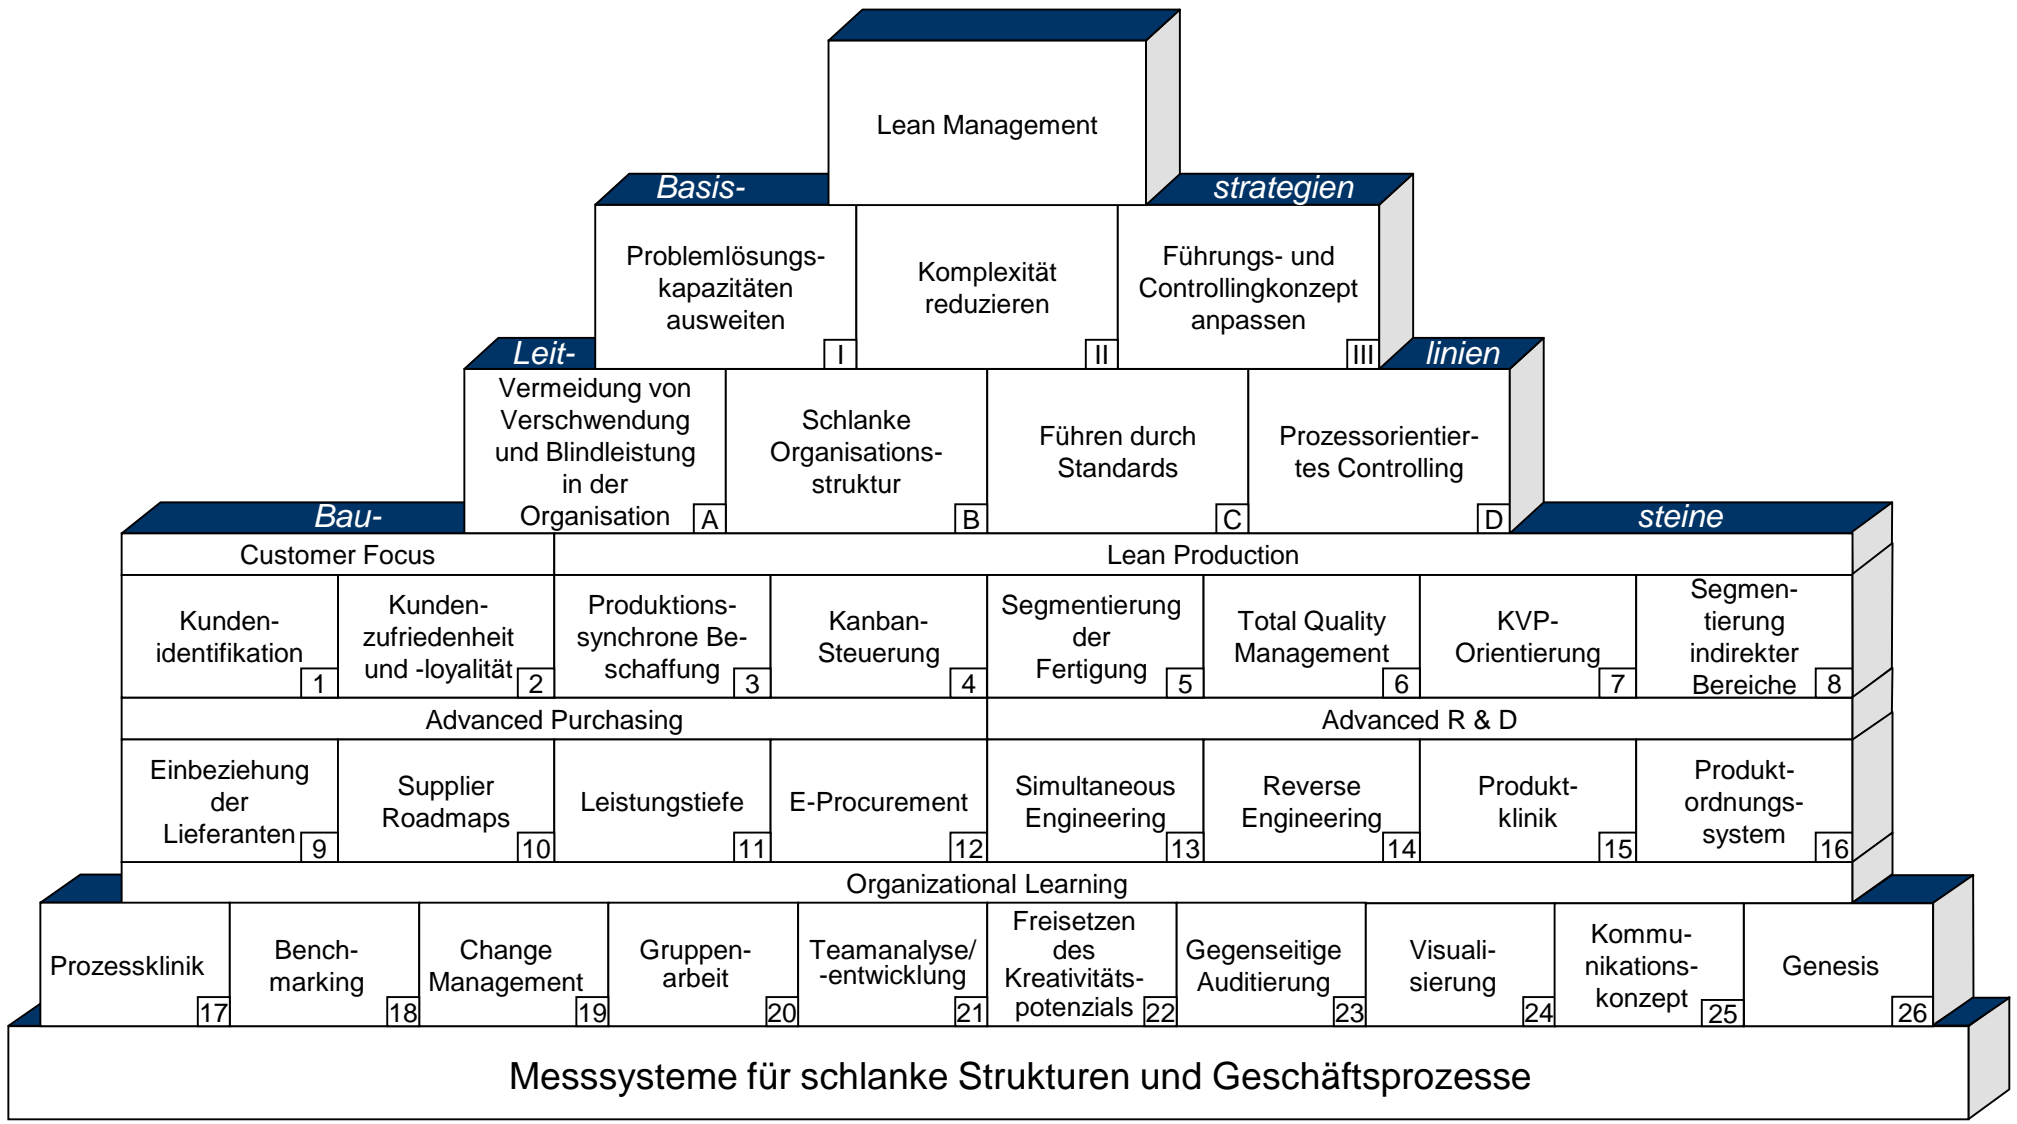 Lean Management
Basis-
strategien
Problemlösungs-
kapazitäten
ausweiten
I
Komplexität
reduzieren
II
Führungs- und
Controllingkonzept
anpassen
III
Leit-
linien
Vermeidung von
Verschwendung
und Blindleistung
in der
Organisation
A
Schlanke
Organisations-
struktur
B
Führen durch
Standards
C
Prozessorientier-
tes Controlling
D
Bau-
steine
Customer Focus
Lean Production
Kunden-
identifikation
1
Kunden-
zufriedenheit
und -loyalität
2
Produktions-
synchrone Be-
schaffung
3
Kanban-
Steuerung
4
Segmentierung
der
Fertigung
5
Total Quality
Management
6
KVP-
Orientierung
7
Segmen-
tierung
indirekter
Bereiche
8
Advanced Purchasing
Advanced R & D
Einbeziehung
der
Lieferanten
9
Supplier
Roadmaps
10
Leistungstiefe
11
E-Procurement
12
Simultaneous
Engineering
13
Reverse
Engineering
14
Produkt-
klinik
15
Produkt-
ordnungs-
system
16
Organizational Learning
Prozessklinik
17
Bench-
marking
18
Change
Management
19
Gruppen-
arbeit
20
Teamanalyse/
-entwicklung
21
Freisetzen
des
Kreativitäts-
potenzials
22
Gegenseitige
Auditierung
23
Visuali-
sierung
24
Kommu-
nikations-
konzept
25
Genesis
26
Messsysteme für schlanke Strukturen und Geschäftsprozesse